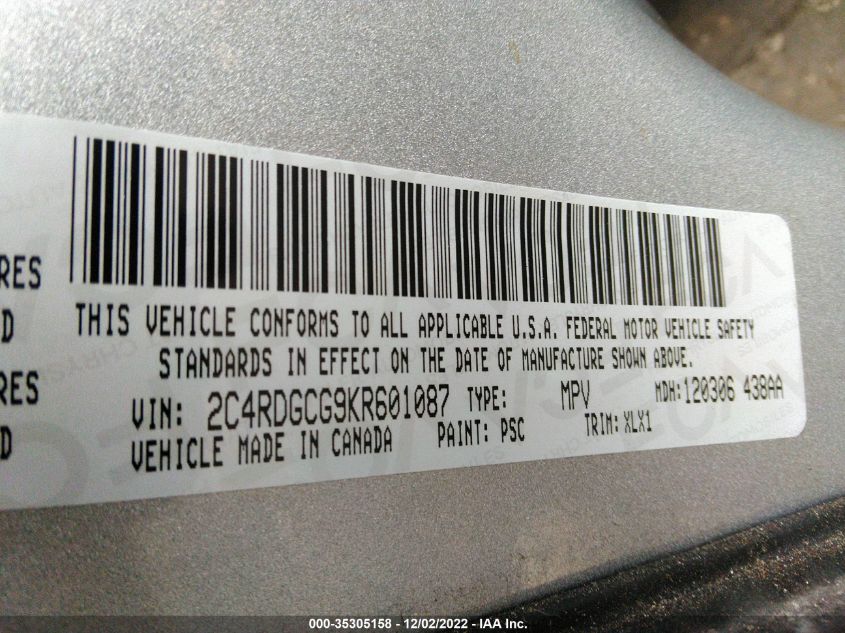 RES
THIS VEHICLE CONFORMS TO ALL APPLICABLE U.S.A. FEDERAL MOTOR VEHICLE SAFETY
D
STANDARDS IN EFFECT ON THE DATE OF MANUFACTURE SHOWN ABOVE.
RES
VIN: 2C4RDGCG9KR601087 TYPE: MPV MDH:120306 438AA
D
VEHICLE MADE IN CANADA PAINT: PSC TRIM: XLX1
000-35305158 - 12/02/2022 - IAA Inc.